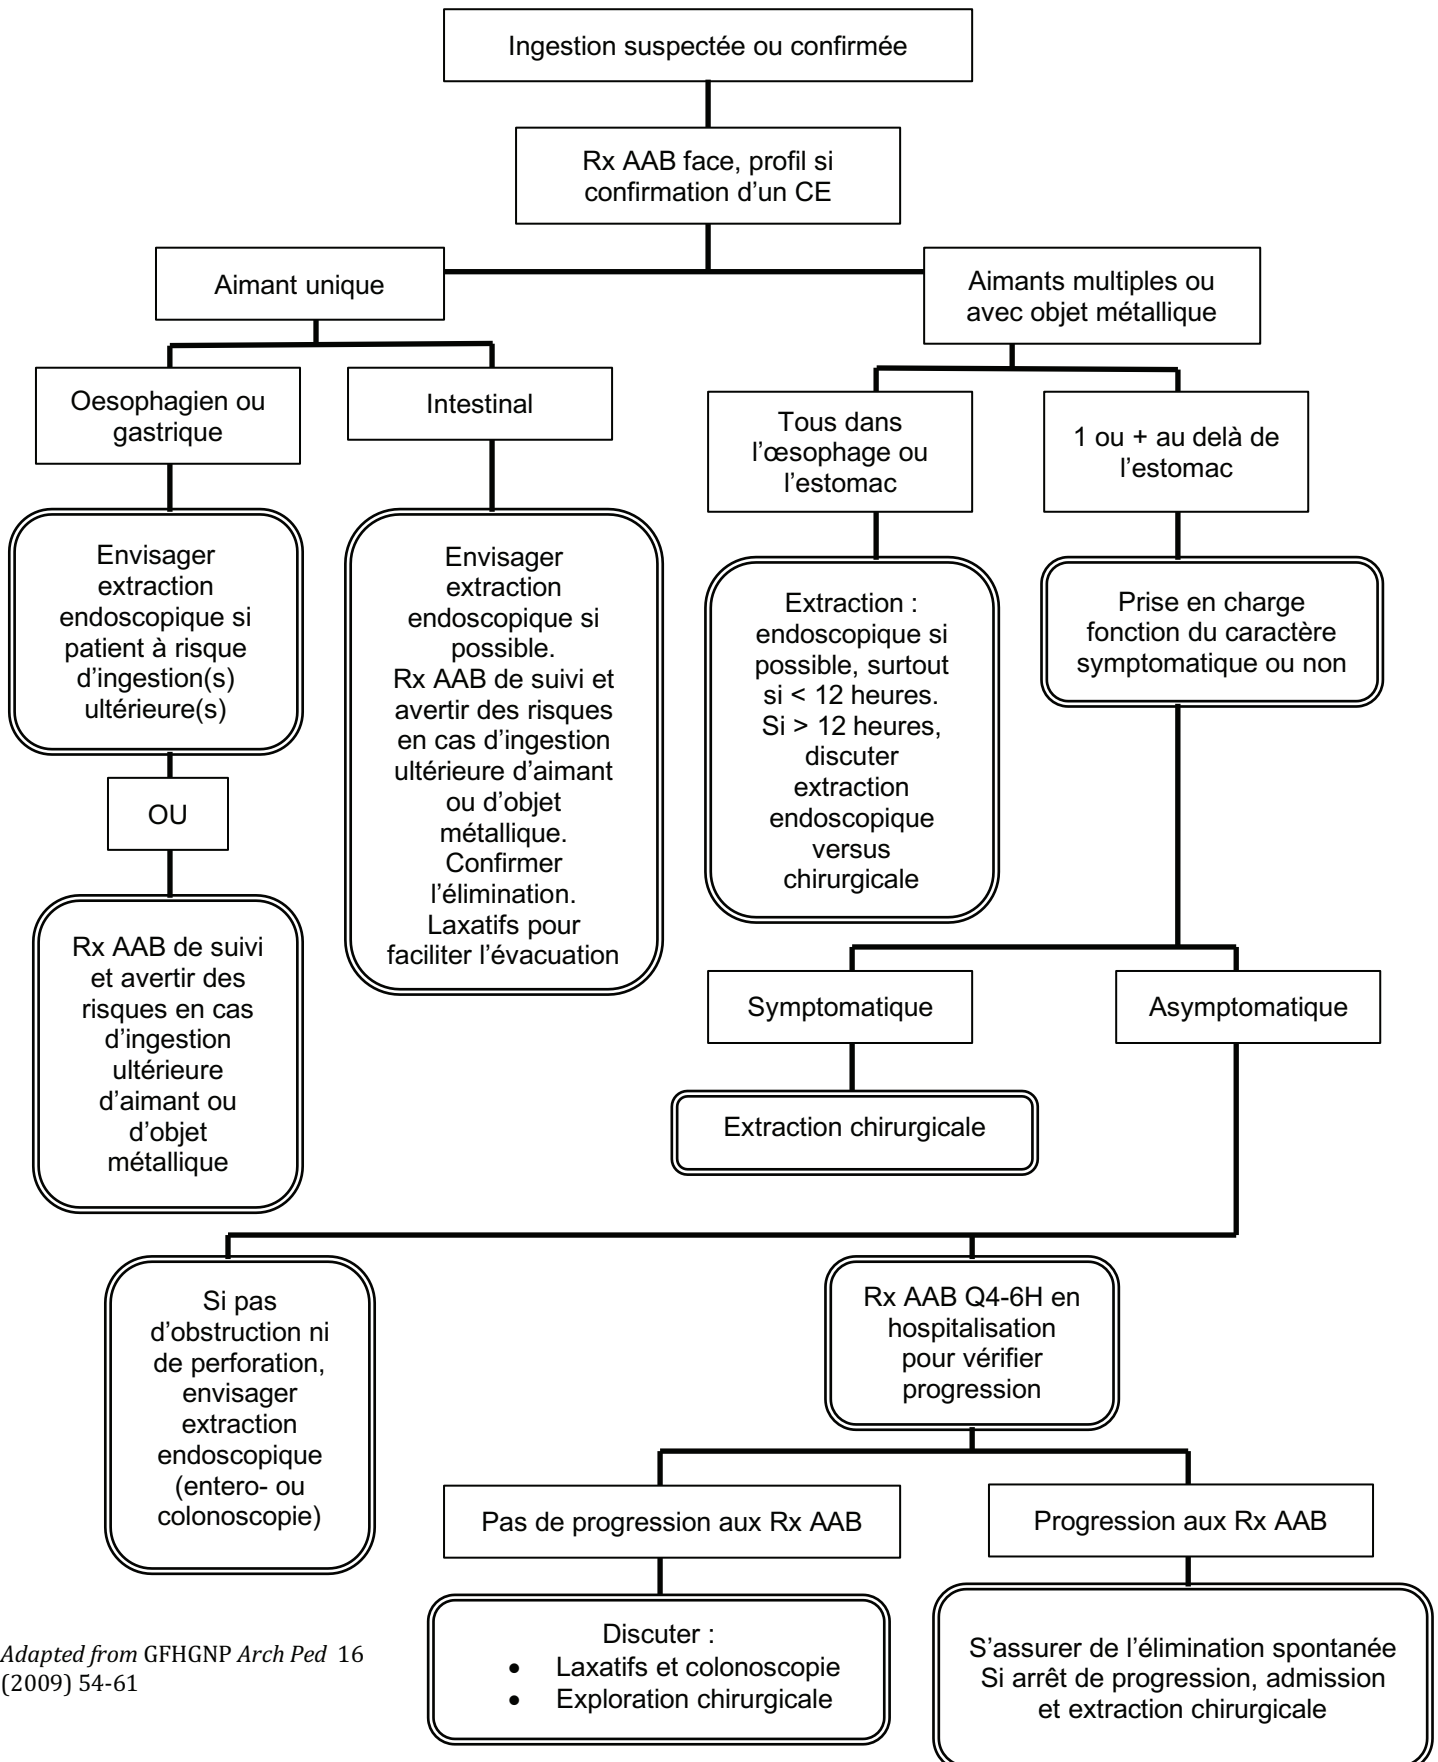 Ingestion suspectée ou confirmée
Rx AAB face, profil si
confirmation d'un CE
Aimant unique
Aimants multiples ou
avec objet métallique
Oesophagien ou
gastrique
Intestinal
Tous dans
l'œsophage ou
l'estomac
1 ou + au delà de
l'estomac
Envisager
extraction
endoscopique si
patient à risque
d'ingestion(s)
ultérieure(s)
OU
Rx AAB de suivi
et avertir des
risques en cas
d'ingestion
ultérieure
d'aimant ou
d'objet
métallique
Envisager
extraction
endoscopique si
possible.
Rx AAB de suivi et
avertir des risques
en cas d'ingestion
ultérieure d'aimant
ou d'objet
métallique.
Confirmer
l'élimination.
Laxatifs pour
faciliter l'évacuation
Extraction :
endoscopique si
possible, surtout
si < 12 heures.
Si > 12 heures,
discuter
extraction
endoscopique
versus
chirurgicale
Prise en charge
fonction du caractère
symptomatique ou non
Symptomatique
Asymptomatique
Extraction chirurgicale
Si pas
d'obstruction ni
de perforation,
envisager
extraction
endoscopique
(entero- ou
colonoscopie)
Rx AAB Q4-6H en
hospitalisation
pour vérifier
progression
Pas de progression aux Rx AAB
Progression aux Rx AAB
Discuter :
• Laxatifs et colonoscopie
• Exploration chirurgicale
S'assurer de l'élimination spontanée
Si arrêt de progression, admission
et extraction chirurgicale
Adapted from GFHGNP Arch Ped 16
(2009) 54-61